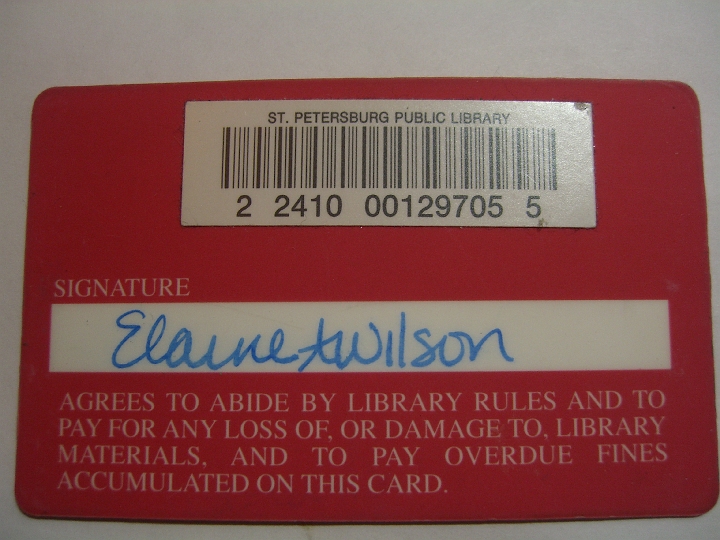 ST. PETERSBURG PUBLIC LIBRARY
2 2410 00129705 5
SIGNATURE
Elaine A Wilson
AGREES TO ABIDE BY LIBRARY RULES AND TO
PAY FOR ANY LOSS OF, OR DAMAGE TO, LIBRARY
MATERIALS, AND TO PAY OVERDUE FINES
ACCUMULATED ON THIS CARD.